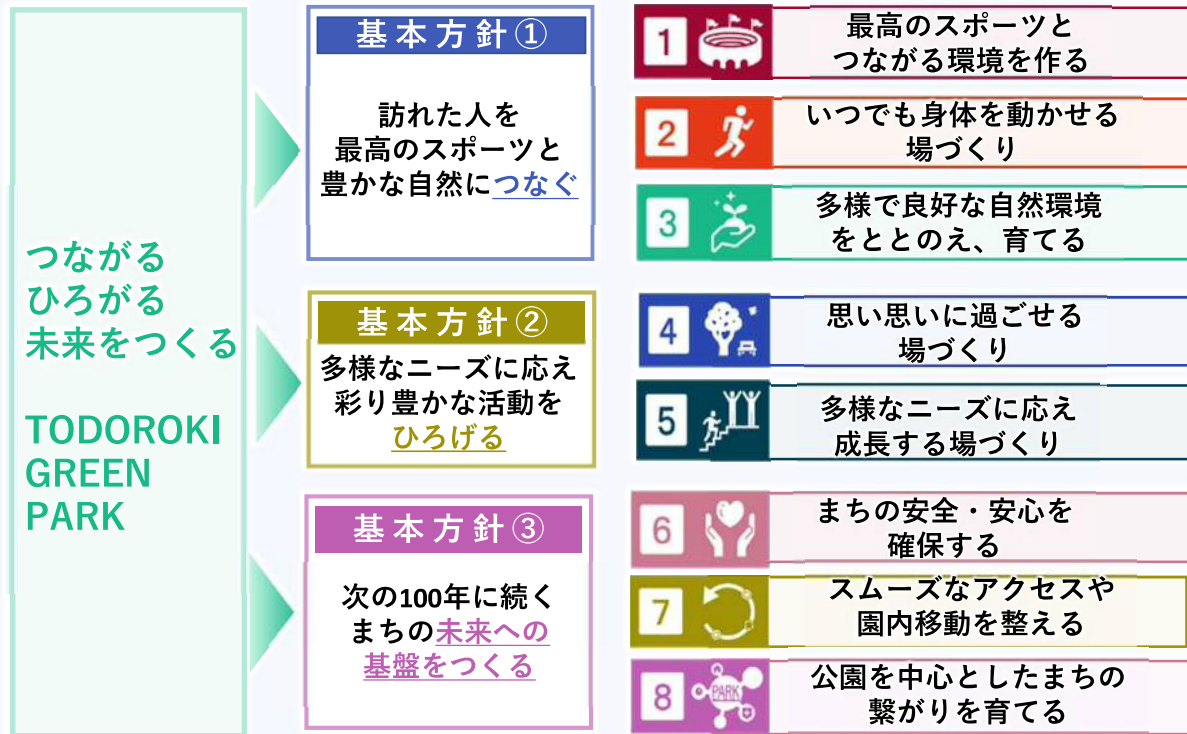 つながる
ひろがる
未来をつくる
TODOROKI
GREEN
PARK
基本方針①
訪れた人を
最高のスポーツと
豊かな自然につなぐ
1
最高のスポーツと
つながる環境を作る
2
いつでも身体を動かせる
場づくり
3
多様で良好な自然環境
をととのえ、育てる
基本方針②
多様なニーズに応え
彩り豊かな活動を
ひろげる
4
思い思いに過ごせる
場づくり
5
多様なニーズに応え
成長する場づくり
基本方針③
次の100年に続く
まちの未来への
基盤をつくる
6
まちの安全・安心を
確保する
7
スムーズなアクセスや
園内移動を整える
8
PARK
公園を中心としたまちの
繋がりを育てる